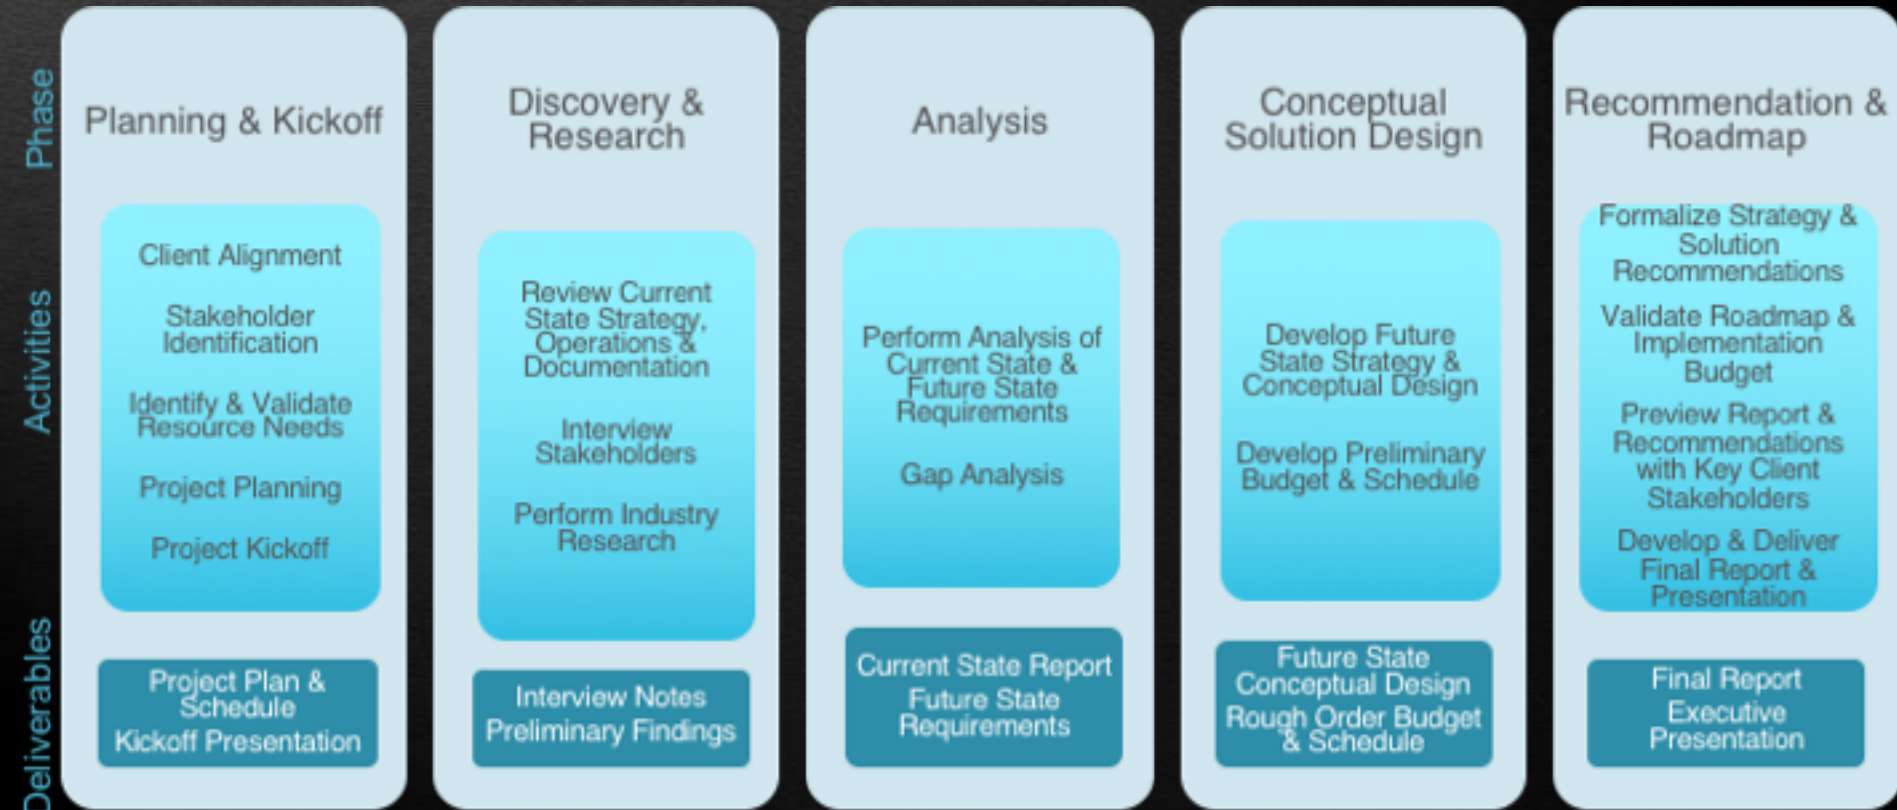 Phase
Planning & Kickoff
Discovery &
Research
Analysis
Conceptual
Solution Design
Recommendation &
Roadmap
Activities
Client Alignment
Stakeholder
Identification
Identify & Validate
Resource Needs
Project Planning
Project Kickoff
Review Current
State Strategy,
Operations &
Documentation
Interview
Stakeholders
Perform Industry
Research
Perform Analysis of
Current State &
Future State
Requirements
Gap Analysis
Develop Future
State Strategy &
Conceptual Design
Develop Preliminary
Budget & Schedule
Formalize Strategy &
Solution
Recommendations
Validate Roadmap &
Implementation
Budget
Preview Report &
Recommendations
with Key Client
Stakeholders
Develop & Deliver
Final Report &
Presentation
Deliverables
Project Plan &
Schedule
Kickoff Presentation
Interview Notes
Preliminary Findings
Current State Report
Future State
Requirements
Future State
Conceptual Design
Rough Order Budget
& Schedule
Final Report
Executive
Presentation